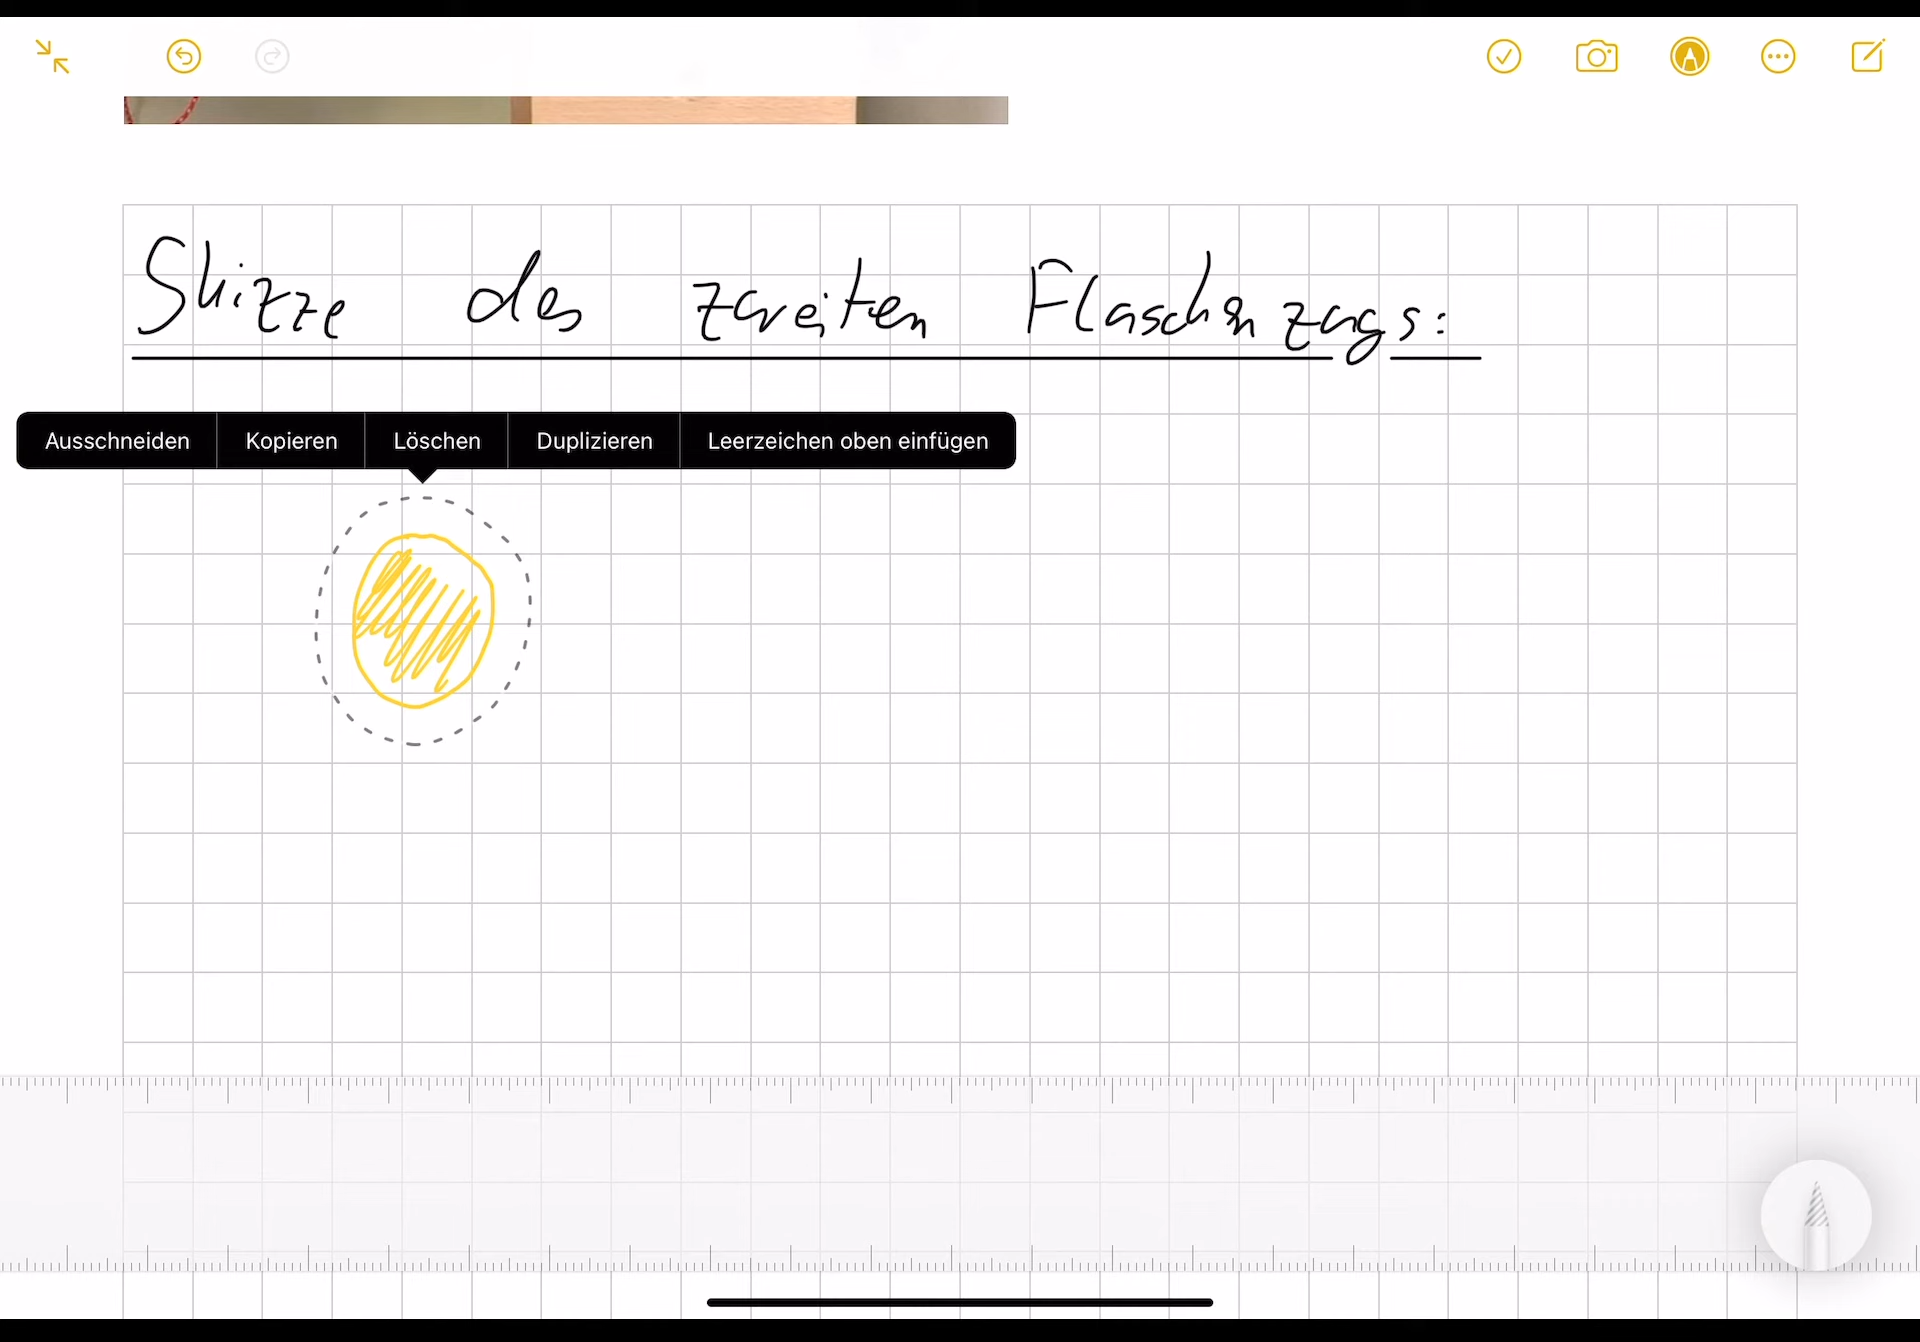 Skizze des zweiten Flaschenzugs:
Ausschneiden Kopieren Löschen Duplizieren Leerzeichen oben einfügen